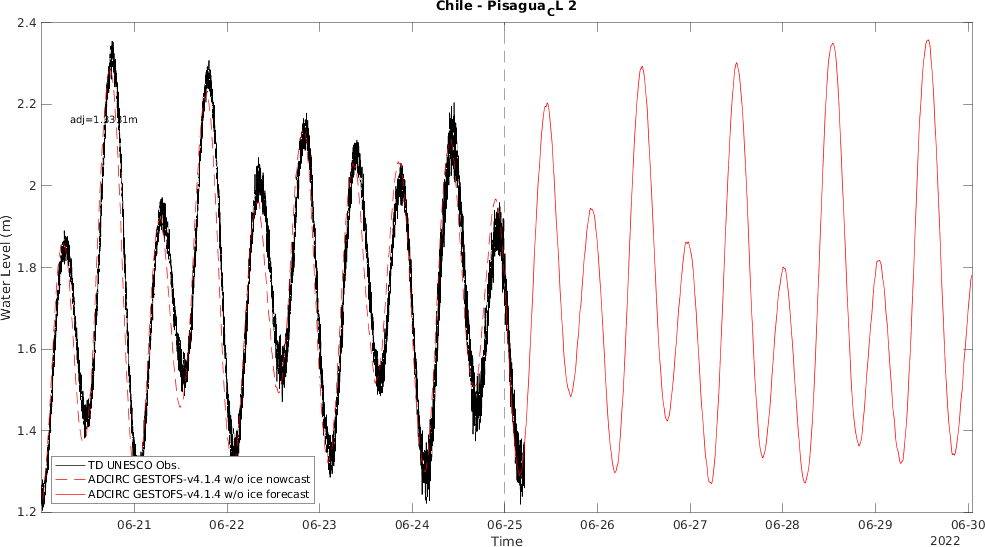 Chile - Pisagua_CL 2
2.4
2.2
2
1.8
1.6
1.4
1.2
Water Level (m)
adj=1.3331m
TD UNESCO Obs.
ADCIRC GESTOFS-v4.1.4 w/o ice nowcast
ADCIRC GESTOFS-v4.1.4 w/o ice forecast
06-21 06-22 06-23 06-24 06-25 06-26 06-27 06-28 06-29 06-30
Time
2022